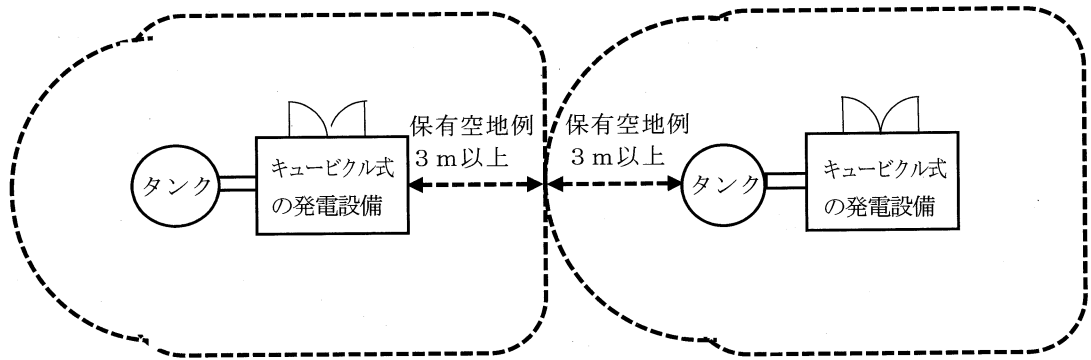 保有空地例
３ｍ以上
保有空地例
３ｍ以上
タンク
キュービクル式
の発電設備
タンク
キュービクル式
の発電設備